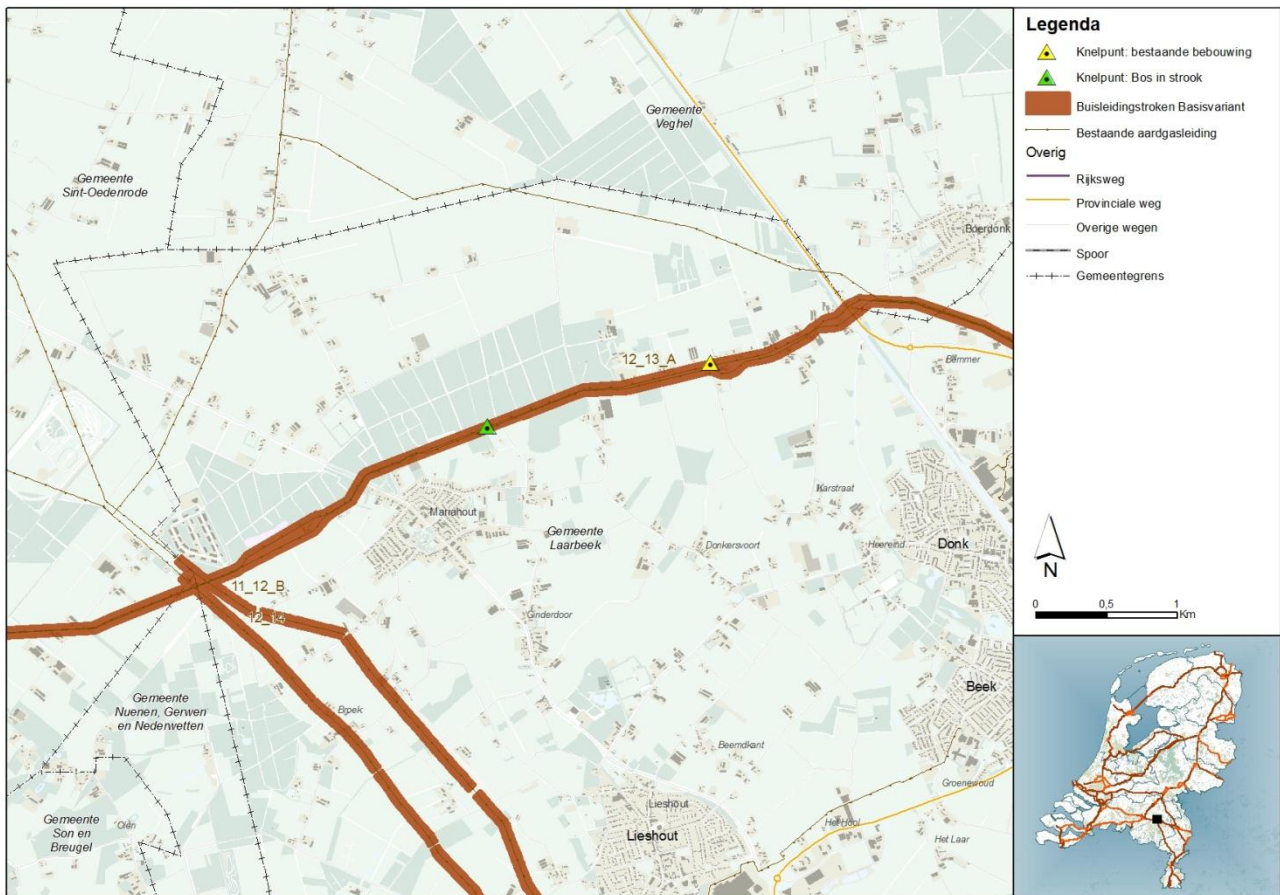 Gemeente
Veghel
Gemeente
Sint-Oedenrode
Boerdonk
12_13_A
Bemmer
Mariahout
Karstraat
Gemeente
Laarbeek
Donkersvoort
Heereind
Donk
11_12_B
12_14
Ginderdoor
Gemeente
Nuenen, Gerwen
en Nederwetten
Broek
Beek
Beemdkant
Groenewoud
Lieshout
Lieshout
Het Hool
Het Laar
Gemeente
Son en
Breugel
Olen
Legenda
Knelpunt: bestaande bebouwing
Knelpunt: Bos in strook
Buisleidingstroken Basisvariant
Bestaande aardgasleiding
Overig
Rijksweg
Provinciale weg
Overige wegen
Spoor
Gemeentegrens
N
0 0,5 1
Km